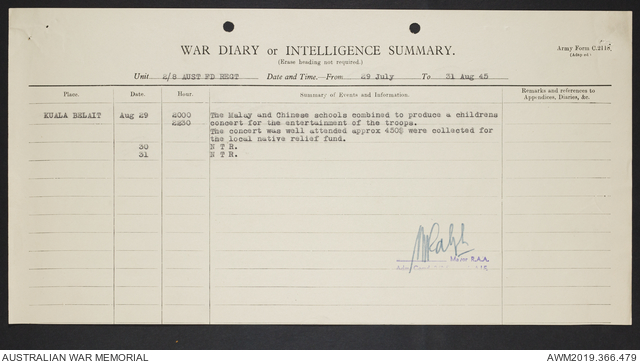 WAR DIARY or INTELLIGENCE SUMMARY.
(Erase heading not required.)
Army Form C.2118.
Unit 2/8 AUST FD REGT Date and Time.—From 29 July To 31 Aug 45
Place. Date. Hour. Summary of Events and Information. Remarks and references to Appendices, Diaries, &c.
KUALA BELAIT Aug 29 2000 The Malay and Chinese schools combined to produce a childrens
2230 concert for the entertainment of the troops.
The concert was well attended approx 450$ were collected for
the local native relief fund.
30 N T R.
31 N T R.
Major R.A.A.
AUSTRALIAN WAR MEMORIAL
AWM2019.366.479